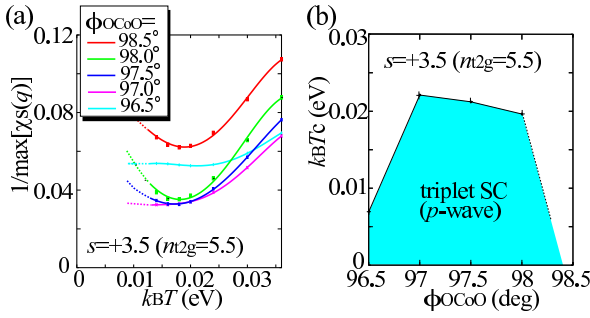 (a)
ϕOCoO=
98.5°
98.0°
97.5°
97.0°
96.5°
0.12
0.08
0.04
0
1/max[χs(q)]
s=+3.5 (nt2g=5.5)
0 0.01 0.02 0.03
kBT (eV)
(b)
0.03
0.02
0.01
0
kBTc (eV)
s=+3.5 (nt2g=5.5)
triplet SC
(p-wave)
96.5 97 97.5 98 98.5
ϕOCoO (deg)